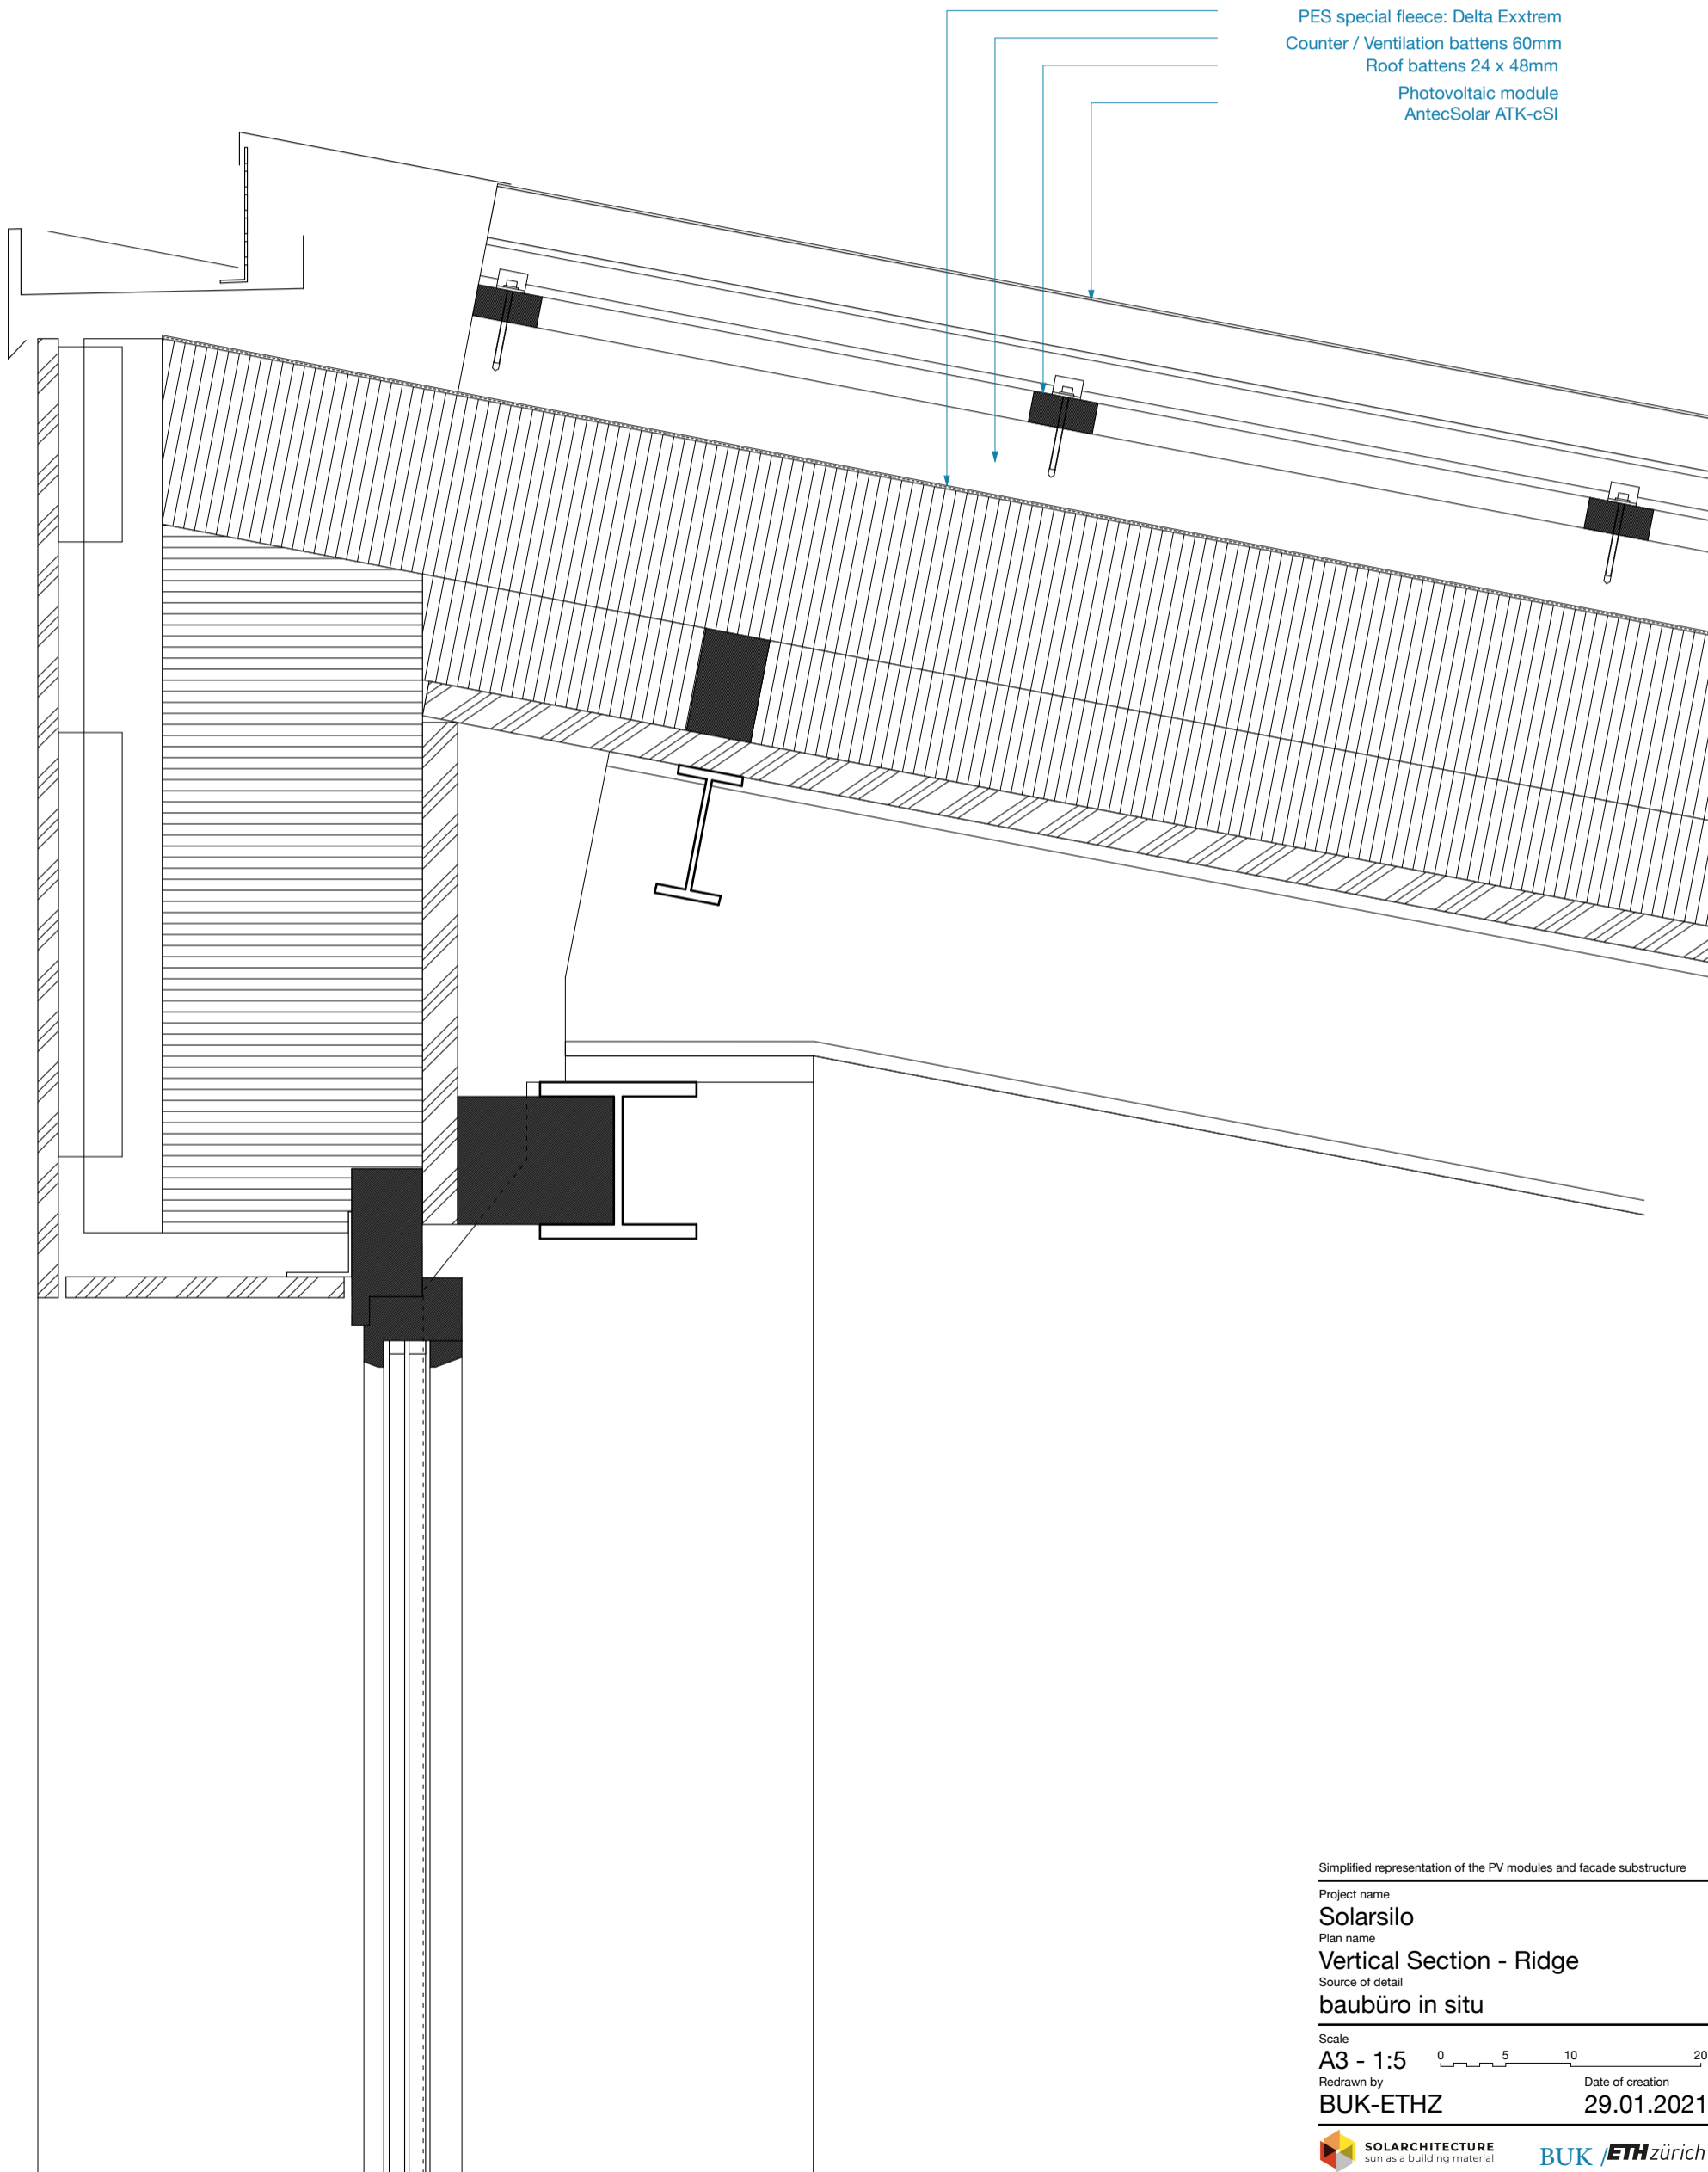 PES special fleece: Delta Exxtrem
Counter / Ventilation battens 60mm
Roof battens 24 x 48mm
Photovoltaic module
AntecSolar ATK-cSI
Simplified representation of the PV modules and facade substructure
Project name
Solarsilo
Plan name
Vertical Section - Ridge
Source of detail
baubüro in situ
Scale
A3 - 1:5 0 5 10 20
Redrawn by Date of creation
BUK-ETHZ 29.01.2021
SOLARCHITECTURE
sun as a building material
BUK / ETH zürich